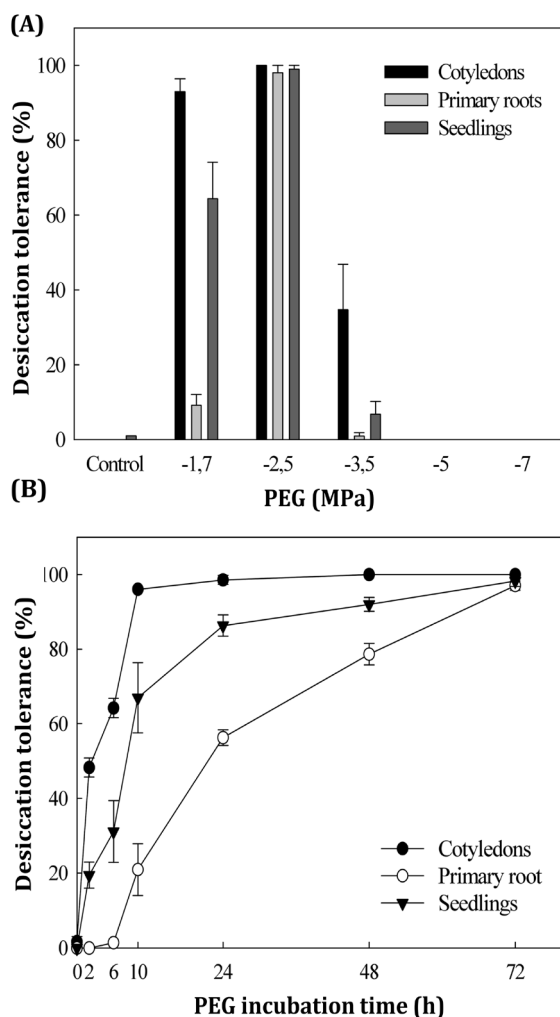 (A)
100
80
60
40
20
0
Desiccation tolerance (%)
Cotyledons
Primary roots
Seedlings
Control -1,7 -2,5 -3,5 -5 -7
PEG (MPa)
(B)
100
80
60
40
20
0
Desiccation tolerance (%)
Cotyledons
Primary root
Seedlings
0 2 6 10 24 48 72
PEG incubation time (h)